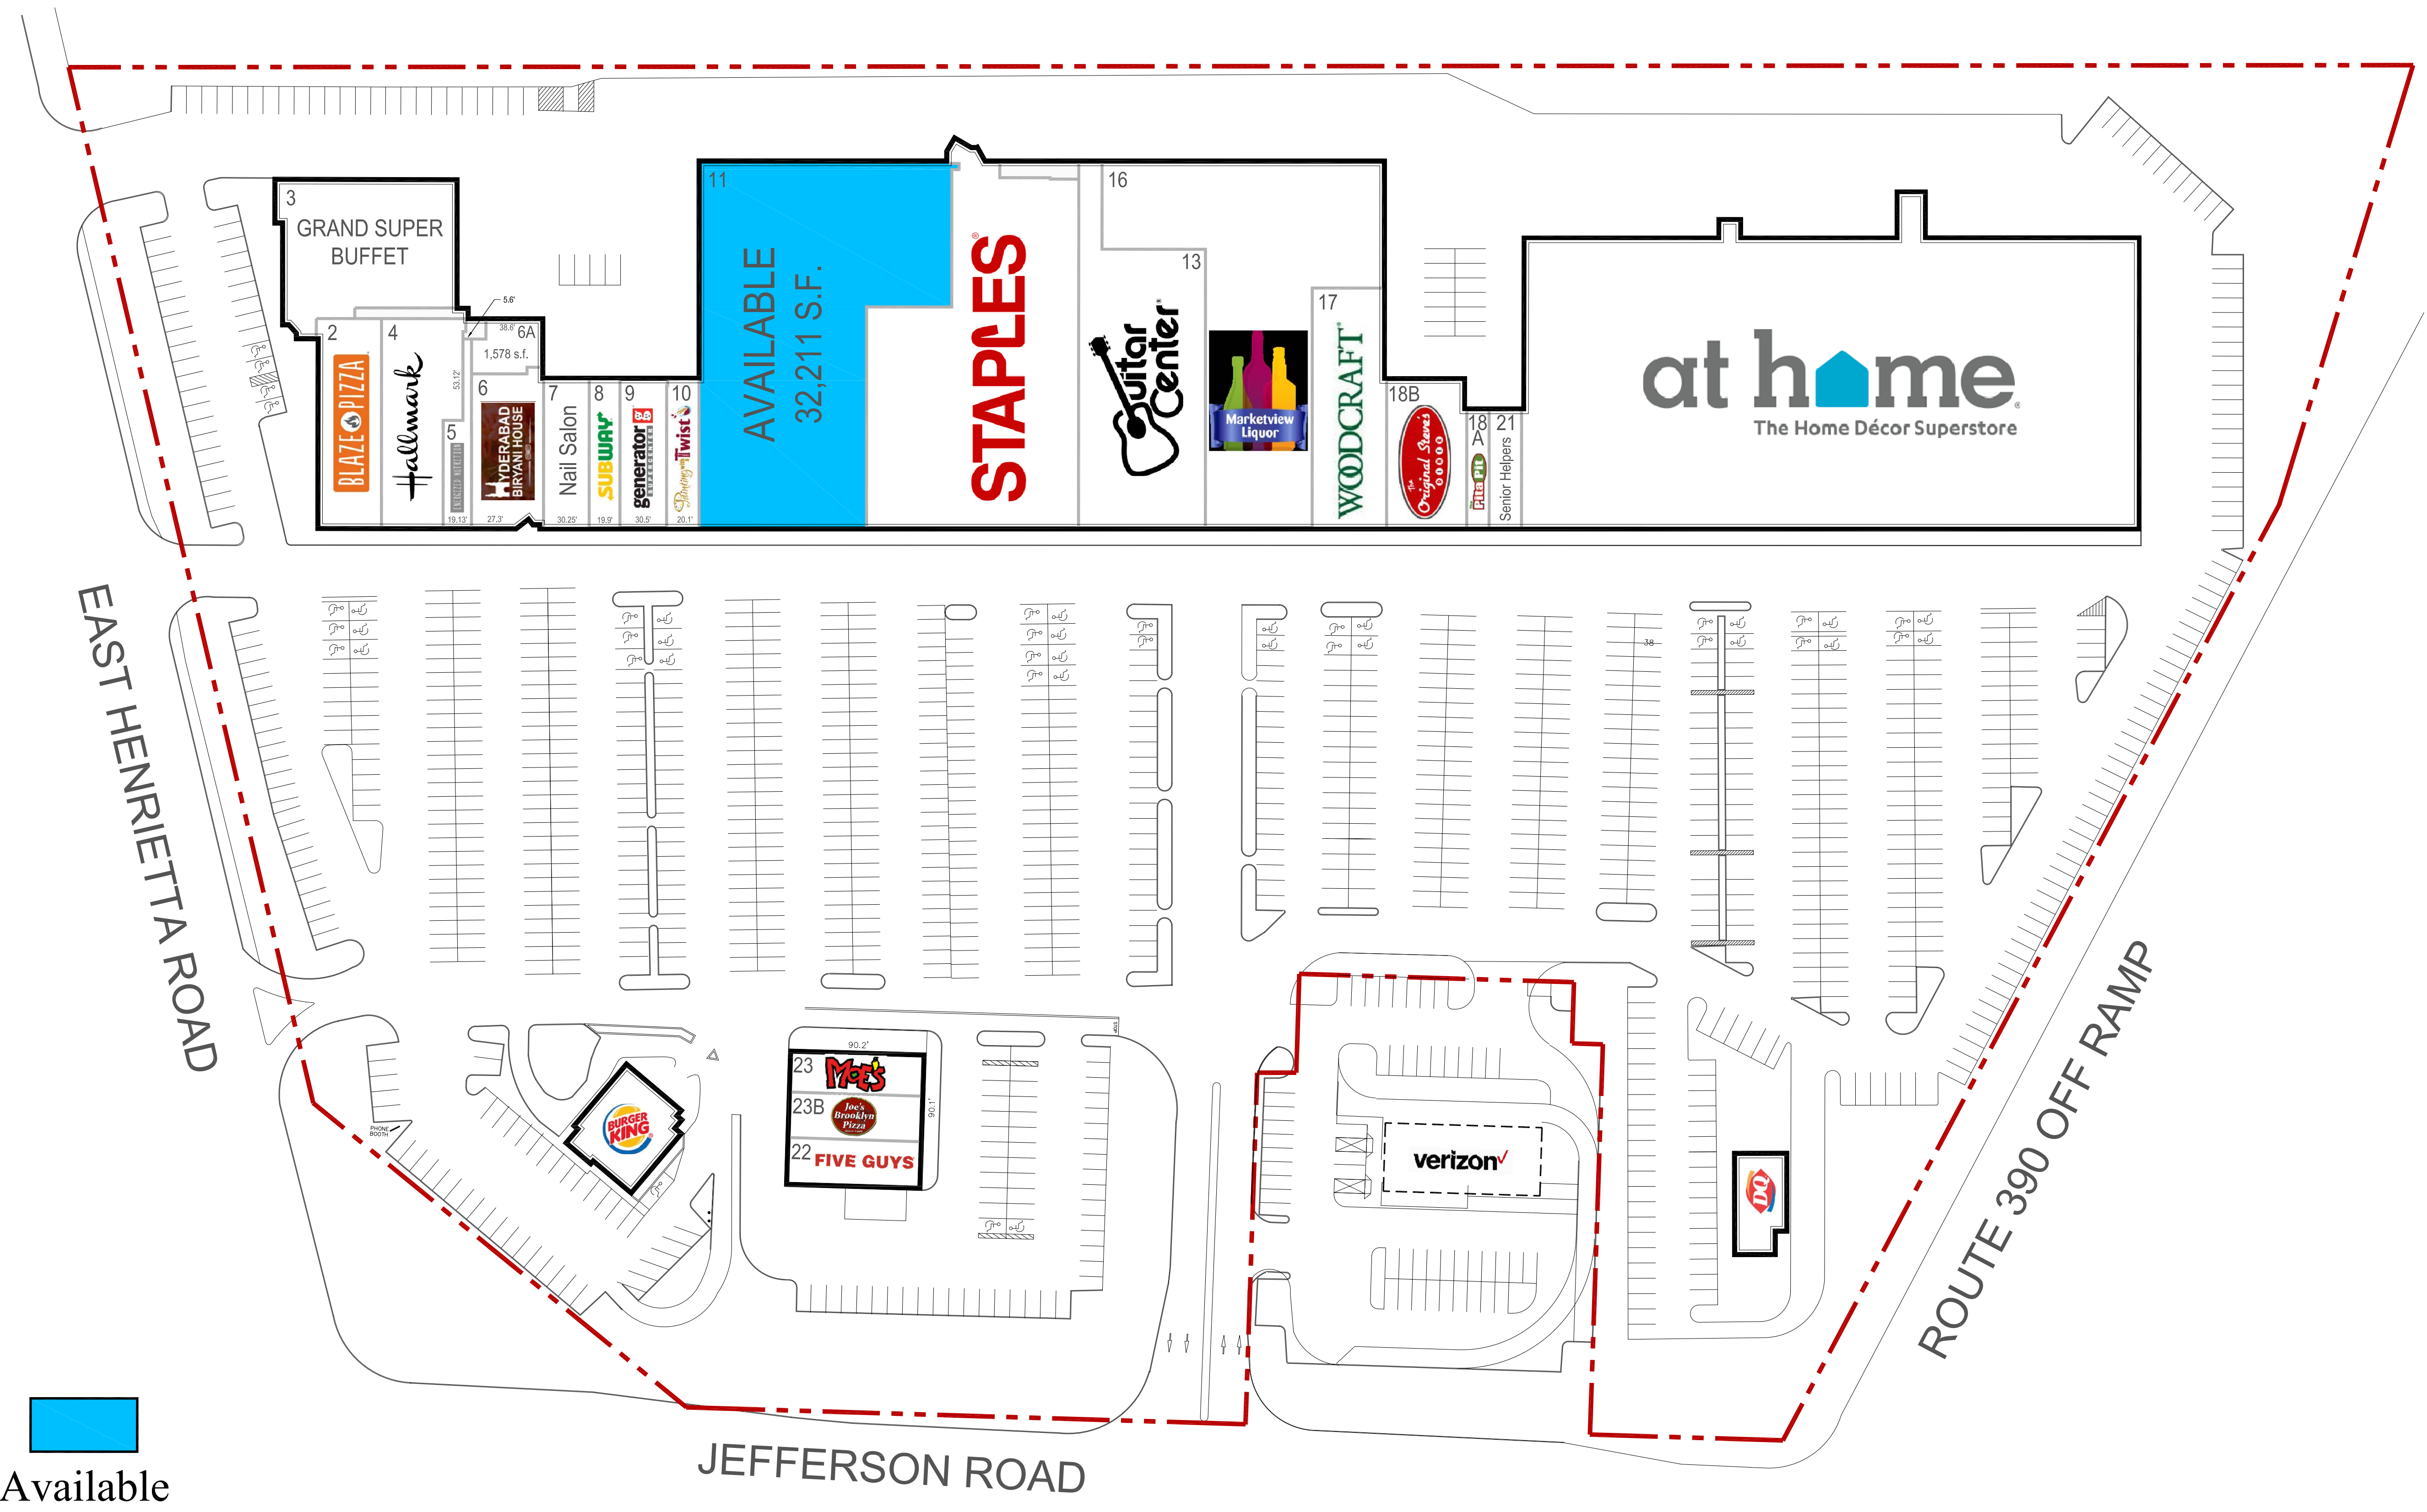 3
GRAND SUPER
BUFFET
2
BLAZE PIZZA
4
Hallmark
53.12'
5
19.13'
5.6'
38.6'
6A
1,578 s.f.
6
HYDERABAD
BIRYANI HOUSE
27.3'
7
Nail Salon
30.25'
8
SUBWAY
19.9'
9
generator
SUPERCENTER
30.5'
10
Painting with a Twist
20.1'
11
AVAILABLE
32,211 S.F.
STAPLES®
16
13
Guitar
Center
Marketview
Liquor
17
WOODCRAFT
18B
The
Original Steve's
18
A
Pita Pit
21
Senior Helpers
at home
The Home Décor Superstore
38
EAST HENRIETTA ROAD
ROUTE 390 OFF RAMP
STOP
PHONE
BOOTH
BURGER
KING
90.2'
90.1'
23
MOE'S
23B
Joe's
Brooklyn
Pizza
22
FIVE GUYS
verizon
DQ
JEFFERSON ROAD
Available